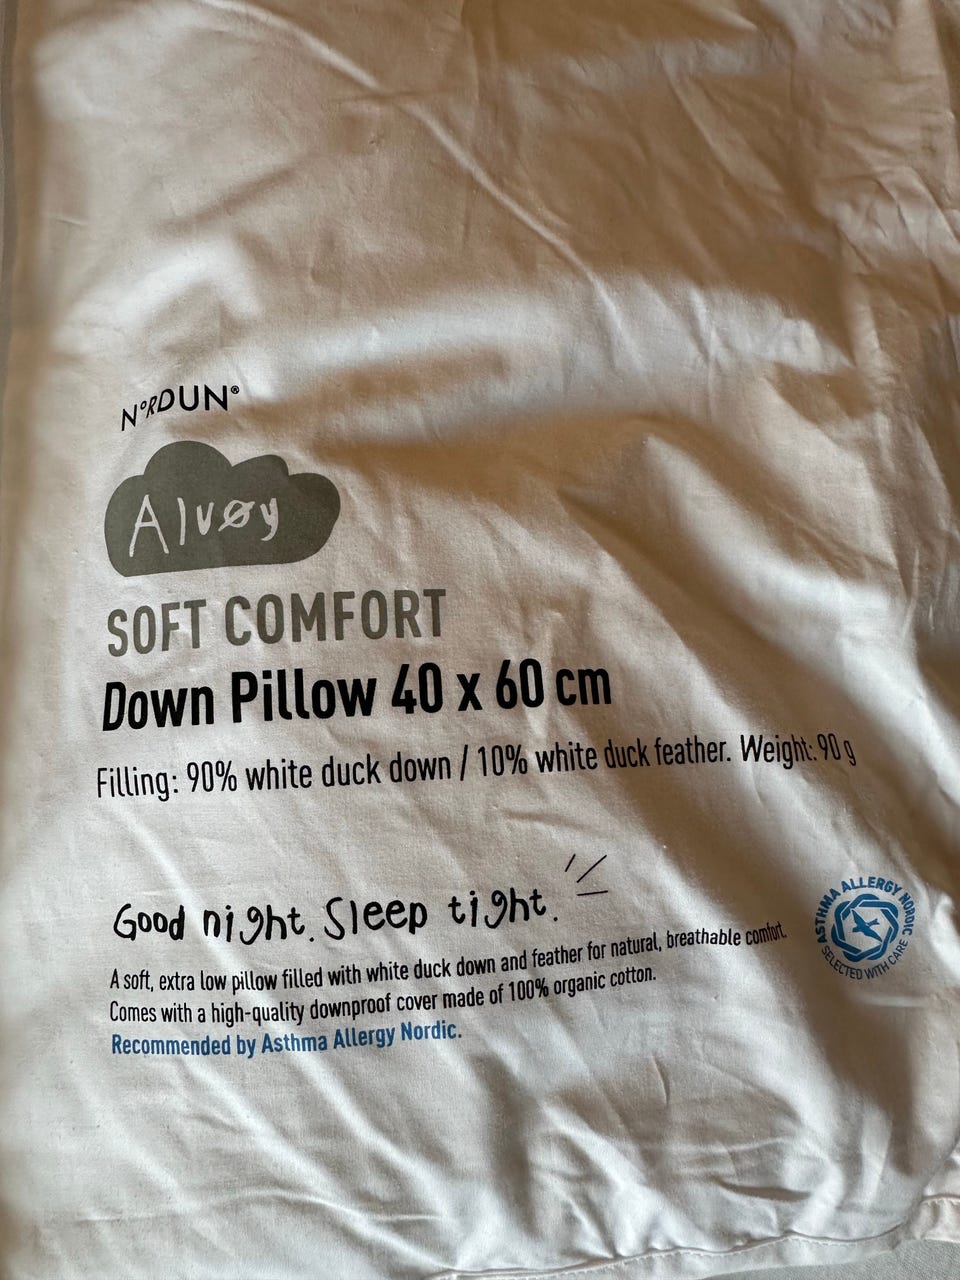 NORDUN®
Alvøy
SOFT COMFORT
Down Pillow 40 x 60 cm
Filling: 90% white duck down / 10% white duck feather. Weight: 90 g
Good night. Sleep tight.
A soft, extra low pillow filled with white duck down and feather for natural, breathable comfort.
Comes with a high-quality downproof cover made of 100% organic cotton.
Recommended by Asthma Allergy Nordic.
ASTHMA ALLERGY NORDIC
SELECTED WITH CARE